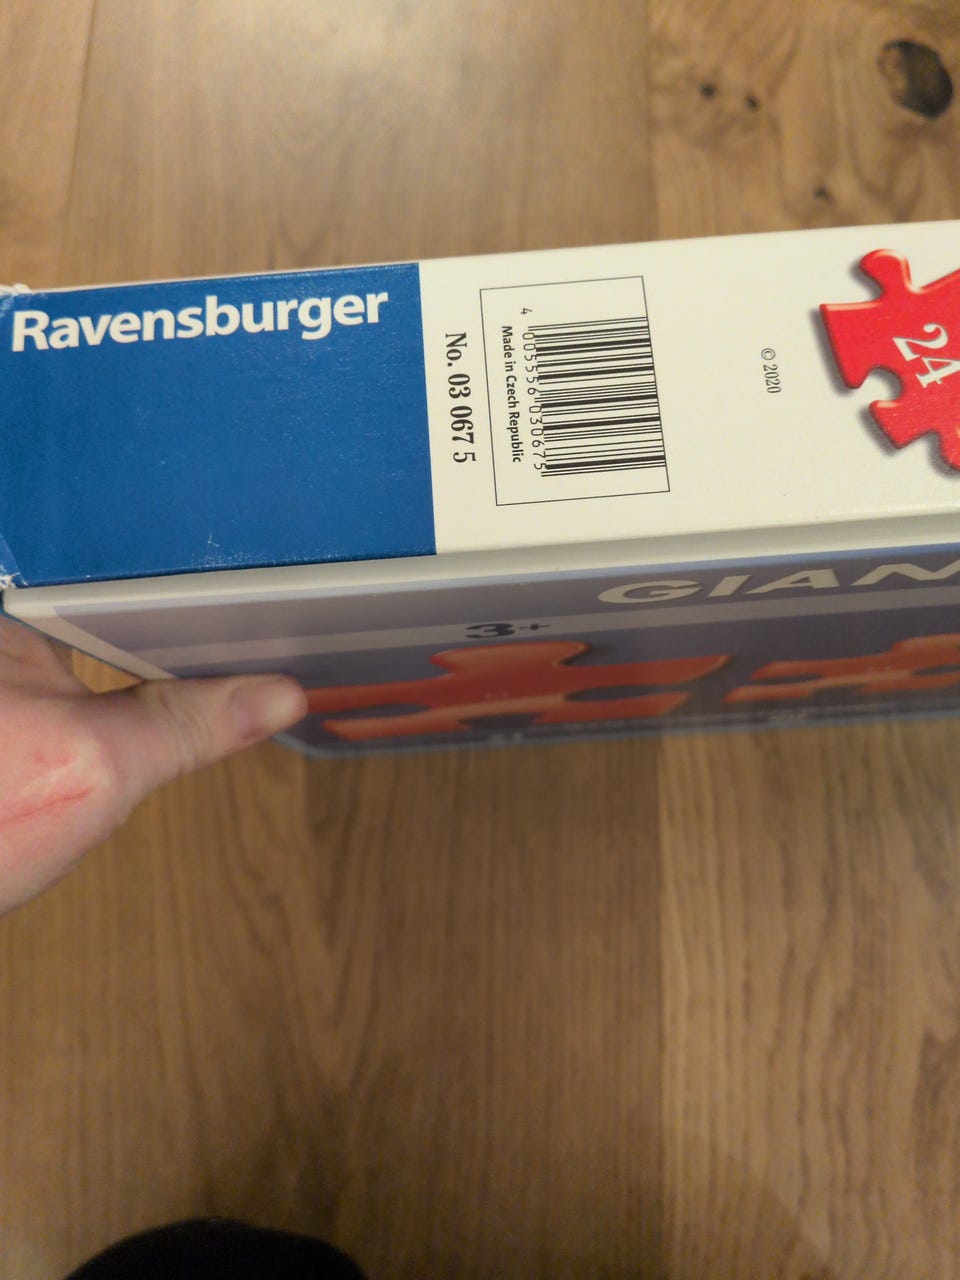 Ravensburger
No. 03 067 5
4 005556 030675
Made in Czech Republic
© 2020
24
GIAN
3+